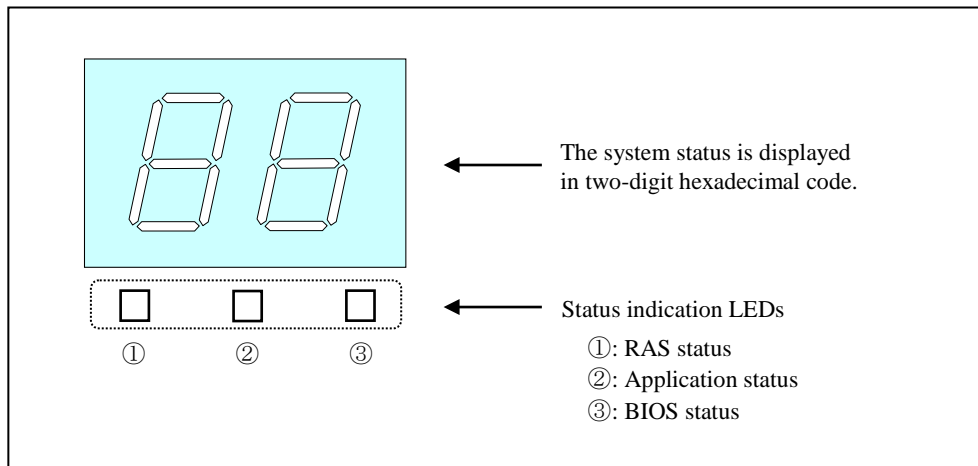 The system status is displayed
in two-digit hexadecimal code.
Status indication LEDs
① ② ③
①: RAS status
②: Application status
③: BIOS status